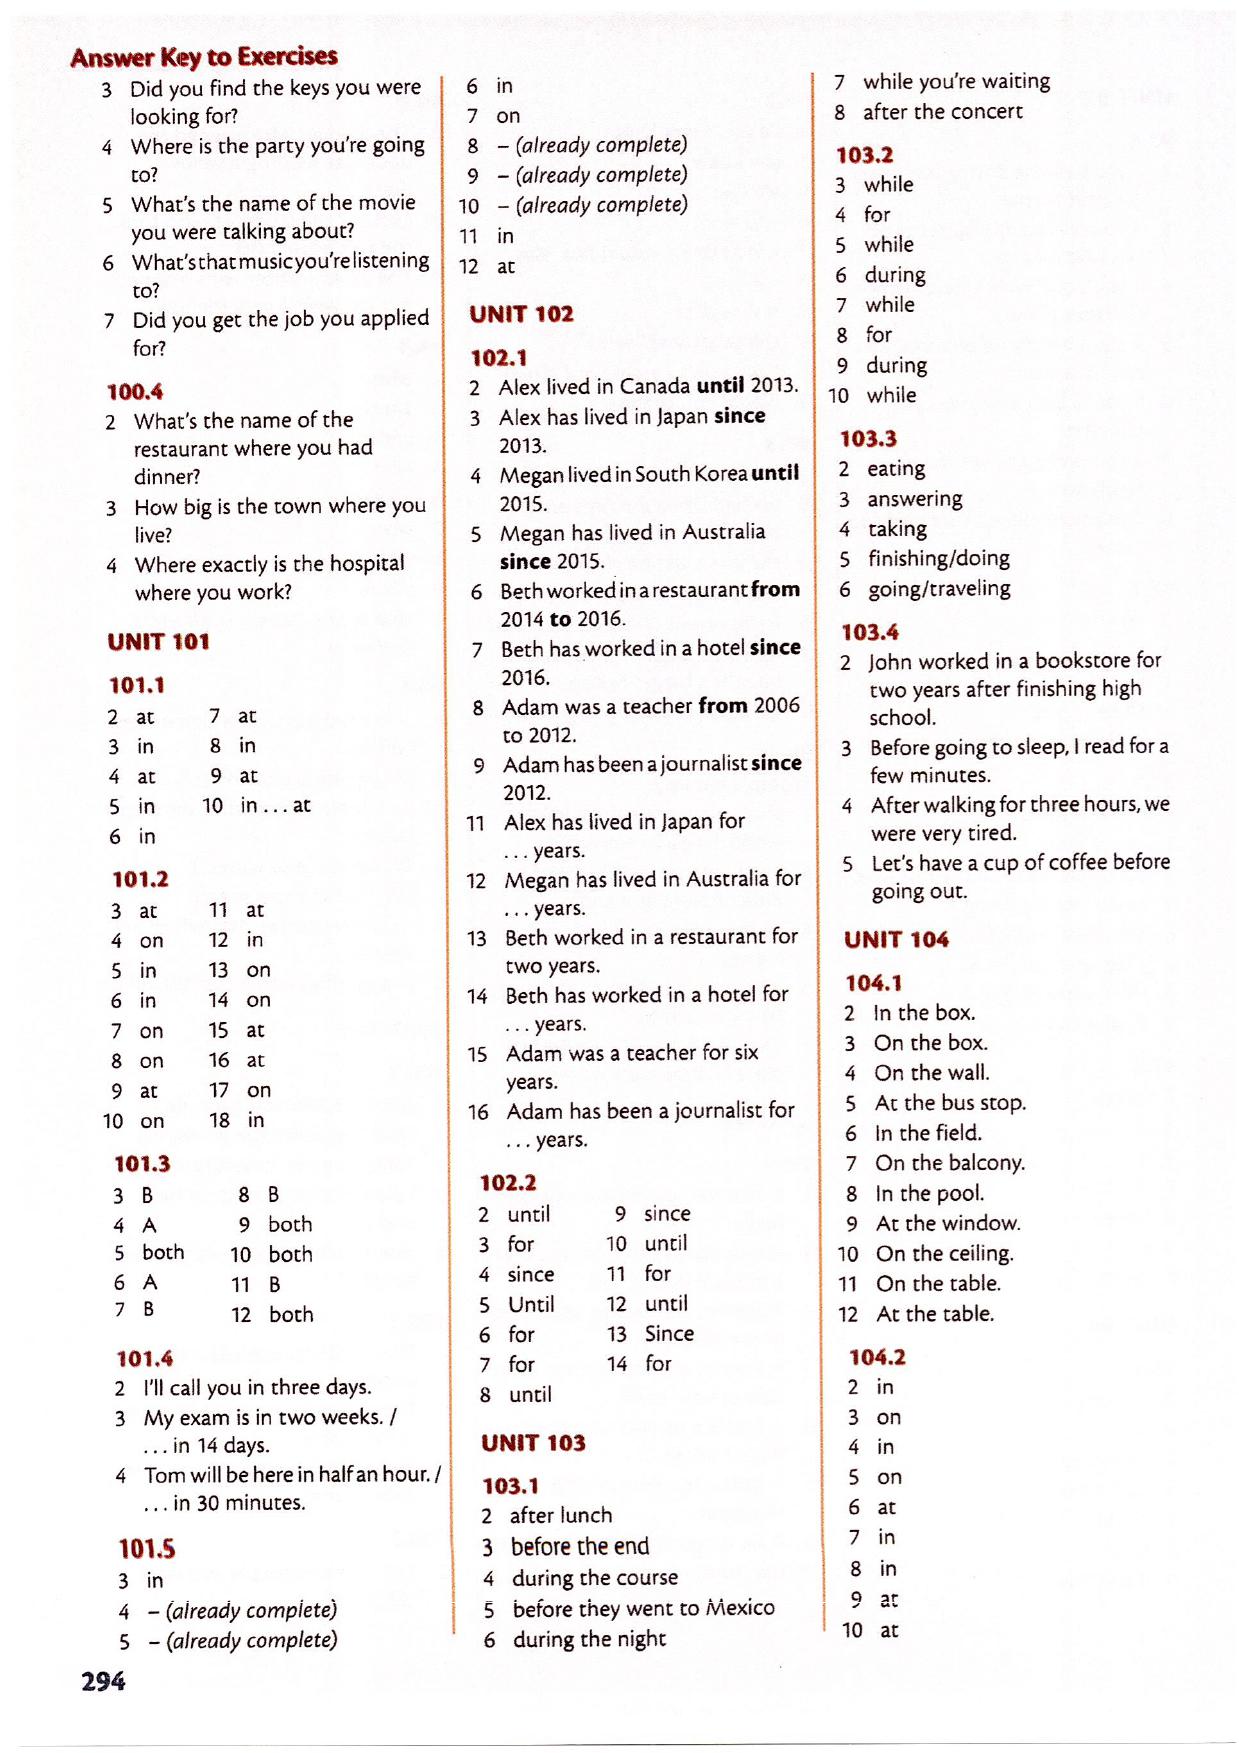 Answer Key to Exercises
3 Did you find the keys you were
looking for?
4 Where is the party you're going
to?
5 What's the name of the movie
you were talking about?
6 What's that music you're listening
to?
7 Did you get the job you applied
for?
100.4
2 What's the name of the
restaurant where you had
dinner?
3 How big is the town where you
live?
4 Where exactly is the hospital
where you work?
UNIT 101
101.1
2 at 7 at
3 in 8 in
4 at 9 at
5 in 10 in ... at
6 in
101.2
3 at 11 at
4 on 12 in
5 in 13 on
6 in 14 on
7 on 15 at
8 on 16 at
9 at 17 on
10 on 18 in
101.3
3 B 8 B
4 A 9 both
5 both 10 both
6 A 11 B
7 B 12 both
101.4
2 I'll call you in three days.
3 My exam is in two weeks. /
... in 14 days.
4 Tom will be here in half an hour. /
... in 30 minutes.
101.5
3 in
4 – (already complete)
5 – (already complete)
6 in
7 on
8 – (already complete)
9 – (already complete)
10 – (already complete)
11 in
12 at
UNIT 102
102.1
2 Alex lived in Canada until 2013.
3 Alex has lived in Japan since
2013.
4 Megan lived in South Korea until
2015.
5 Megan has lived in Australia
since 2015.
6 Beth worked in a restaurant from
2014 to 2016.
7 Beth has worked in a hotel since
2016.
8 Adam was a teacher from 2006
to 2012.
9 Adam has been a journalist since
2012.
11 Alex has lived in Japan for
... years.
12 Megan has lived in Australia for
... years.
13 Beth worked in a restaurant for
two years.
14 Beth has worked in a hotel for
... years.
15 Adam was a teacher for six
years.
16 Adam has been a journalist for
... years.
102.2
2 until 9 since
3 for 10 until
4 since 11 for
5 Until 12 until
6 for 13 Since
7 for 14 for
8 until
UNIT 103
103.1
2 after lunch
3 before the end
4 during the course
5 before they went to Mexico
6 during the night
7 while you're waiting
8 after the concert
103.2
3 while
4 for
5 while
6 during
7 while
8 for
9 during
10 while
103.3
2 eating
3 answering
4 taking
5 finishing/doing
6 going/traveling
103.4
2 John worked in a bookstore for
two years after finishing high
school.
3 Before going to sleep, I read for a
few minutes.
4 After walking for three hours, we
were very tired.
5 Let's have a cup of coffee before
going out.
UNIT 104
104.1
2 In the box.
3 On the box.
4 On the wall.
5 At the bus stop.
6 In the field.
7 On the balcony.
8 In the pool.
9 At the window.
10 On the ceiling.
11 On the table.
12 At the table.
104.2
2 in
3 on
4 in
5 on
6 at
7 in
8 in
9 at
10 at
294